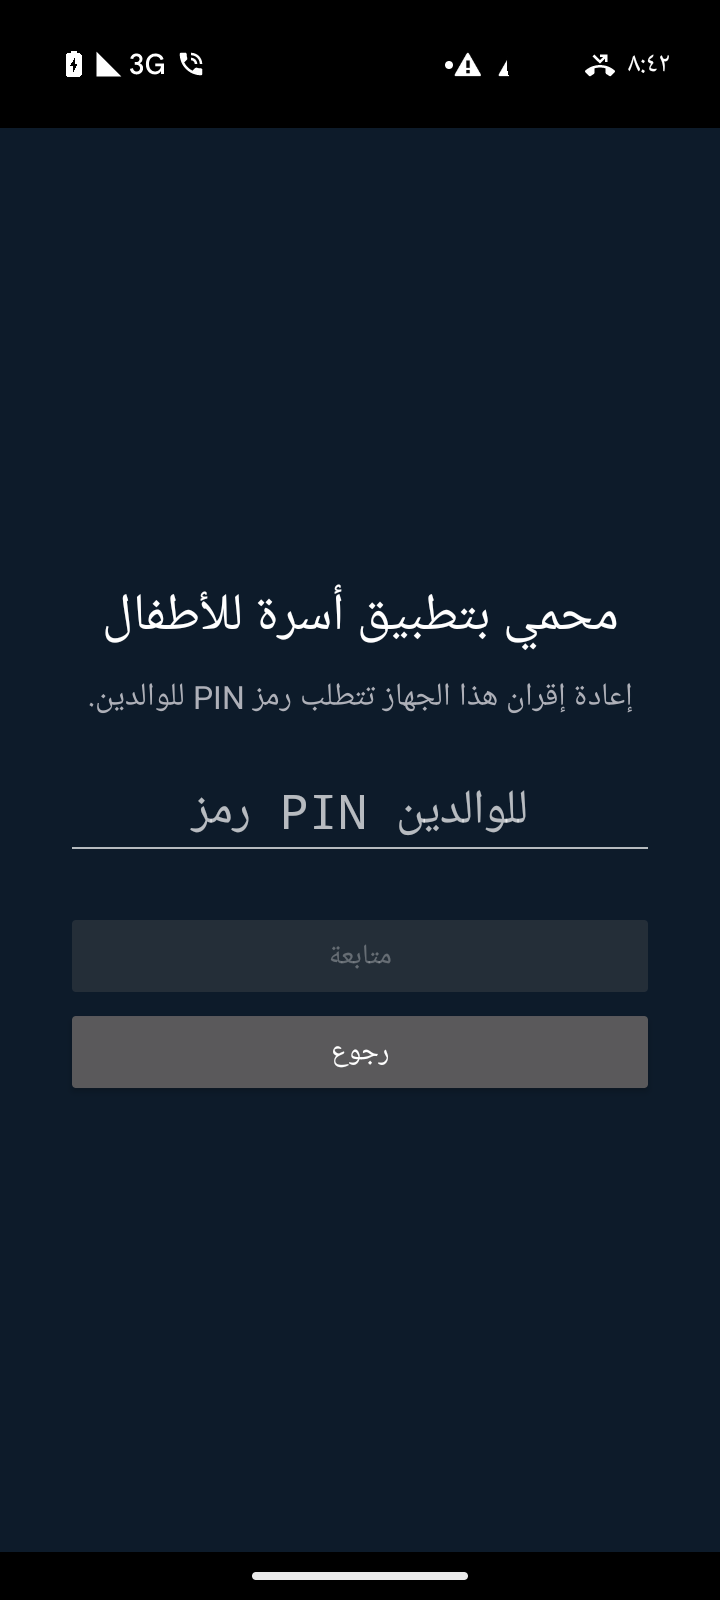 ٨:٤٢
3G
محمي بتطبيق أسرة للأطفال
إعادة إقران هذا الجهاز تتطلب رمز PIN للوالدين.
رمز PIN للوالدين
متابعة
رجوع